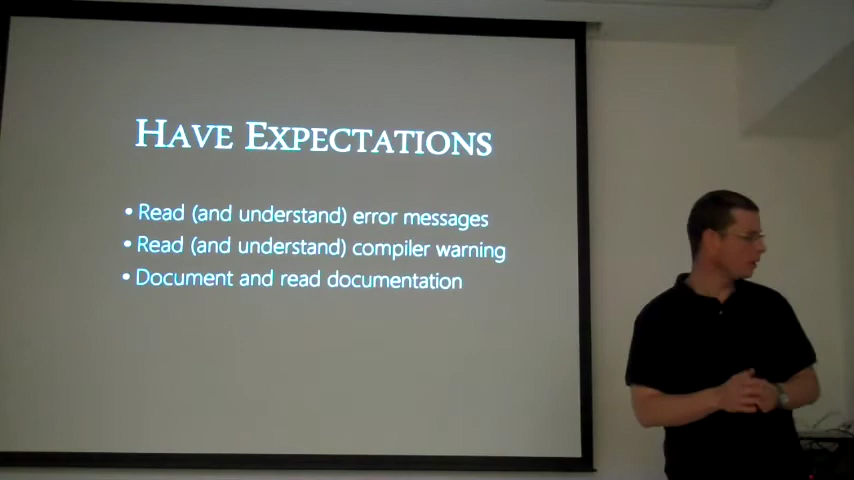 HAVE EXPECTATIONS
• Read (and understand) error messages
• Read (and understand) compiler warning
• Document and read documentation